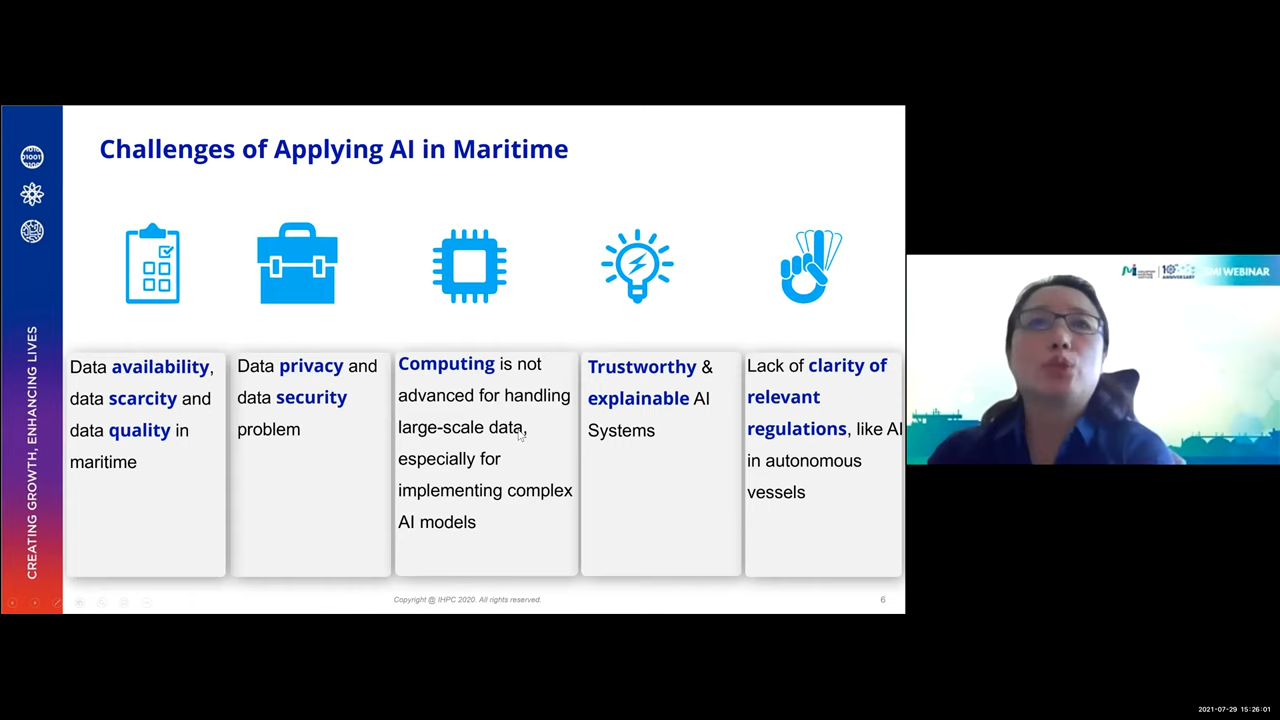 Challenges of Applying AI in Maritime
CREATING GROWTH, ENHANCING LIVES
Data availability,
data scarcity and
data quality in
maritime
Data privacy and
data security
problem
Computing is not
advanced for handling
large-scale data,
especially for
implementing complex
AI models
Trustworthy &
explainable AI
Systems
Lack of clarity of
relevant
regulations, like AI
in autonomous
vessels
Copyright @ IHPC 2020. All rights reserved.
6
SMI WEBINAR
2021-07-29 15:26:01